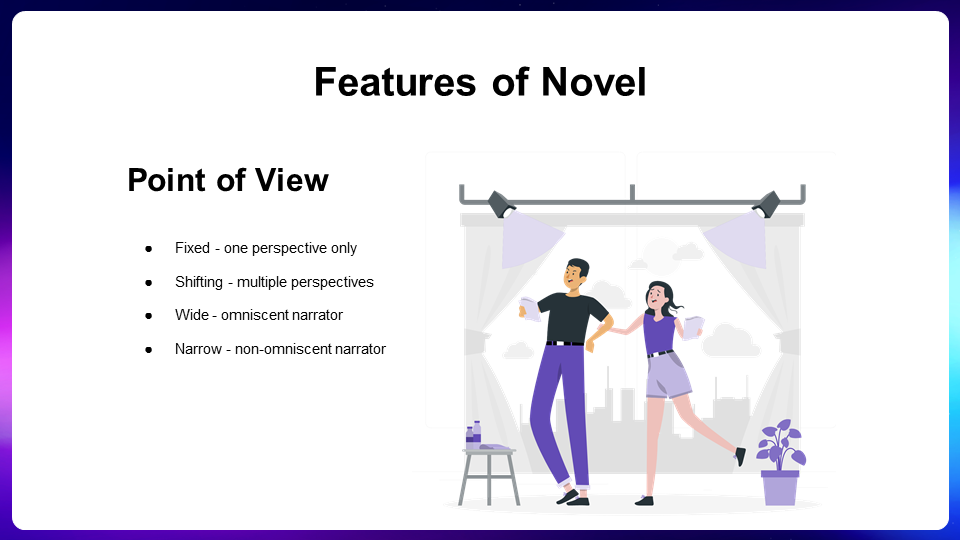 Features of Novel
Point of View
● Fixed - one perspective only
● Shifting - multiple perspectives
● Wide - omniscent narrator
● Narrow - non-omniscent narrator